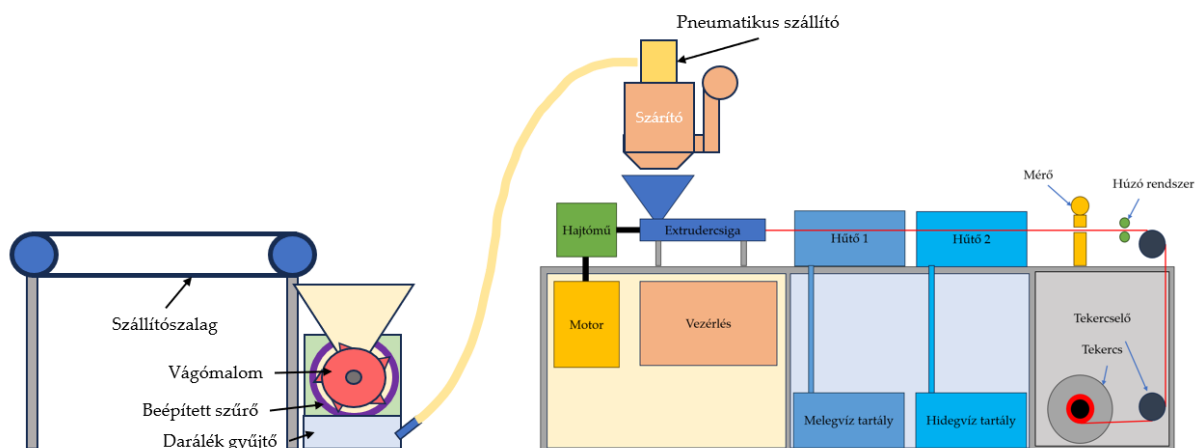 Pneumatikus szállító
Szárító
Mérő
Húzó rendszer
Hajtómű
Extrudercsiga
Hűtő 1
Hűtő 2
Szállítószalag
Motor
Vezérlés
Tekercselő
Tekercs
Vágómalom
Beépített szűrő
Darálék gyűjtő
Melegvíz tartály
Hidegvíz tartály